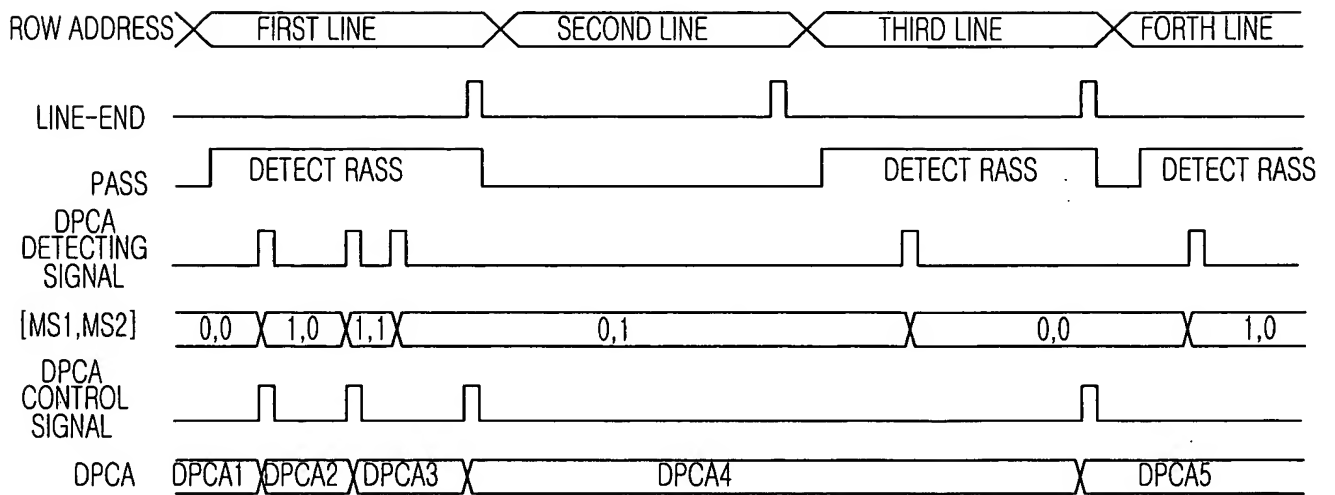 ROW ADDRESS FIRST LINE SECOND LINE THIRD LINE FORTH LINE
LINE-END
PASS DETECT RASS DETECT RASS DETECT RASS
DPCA
DETECTING
SIGNAL
[MS1,MS2] 0,0 1,0 1,1 0,1 0,0 1,0
DPCA
CONTROL
SIGNAL
DPCA DPCA1 DPCA2 DPCA3 DPCA4 DPCA5